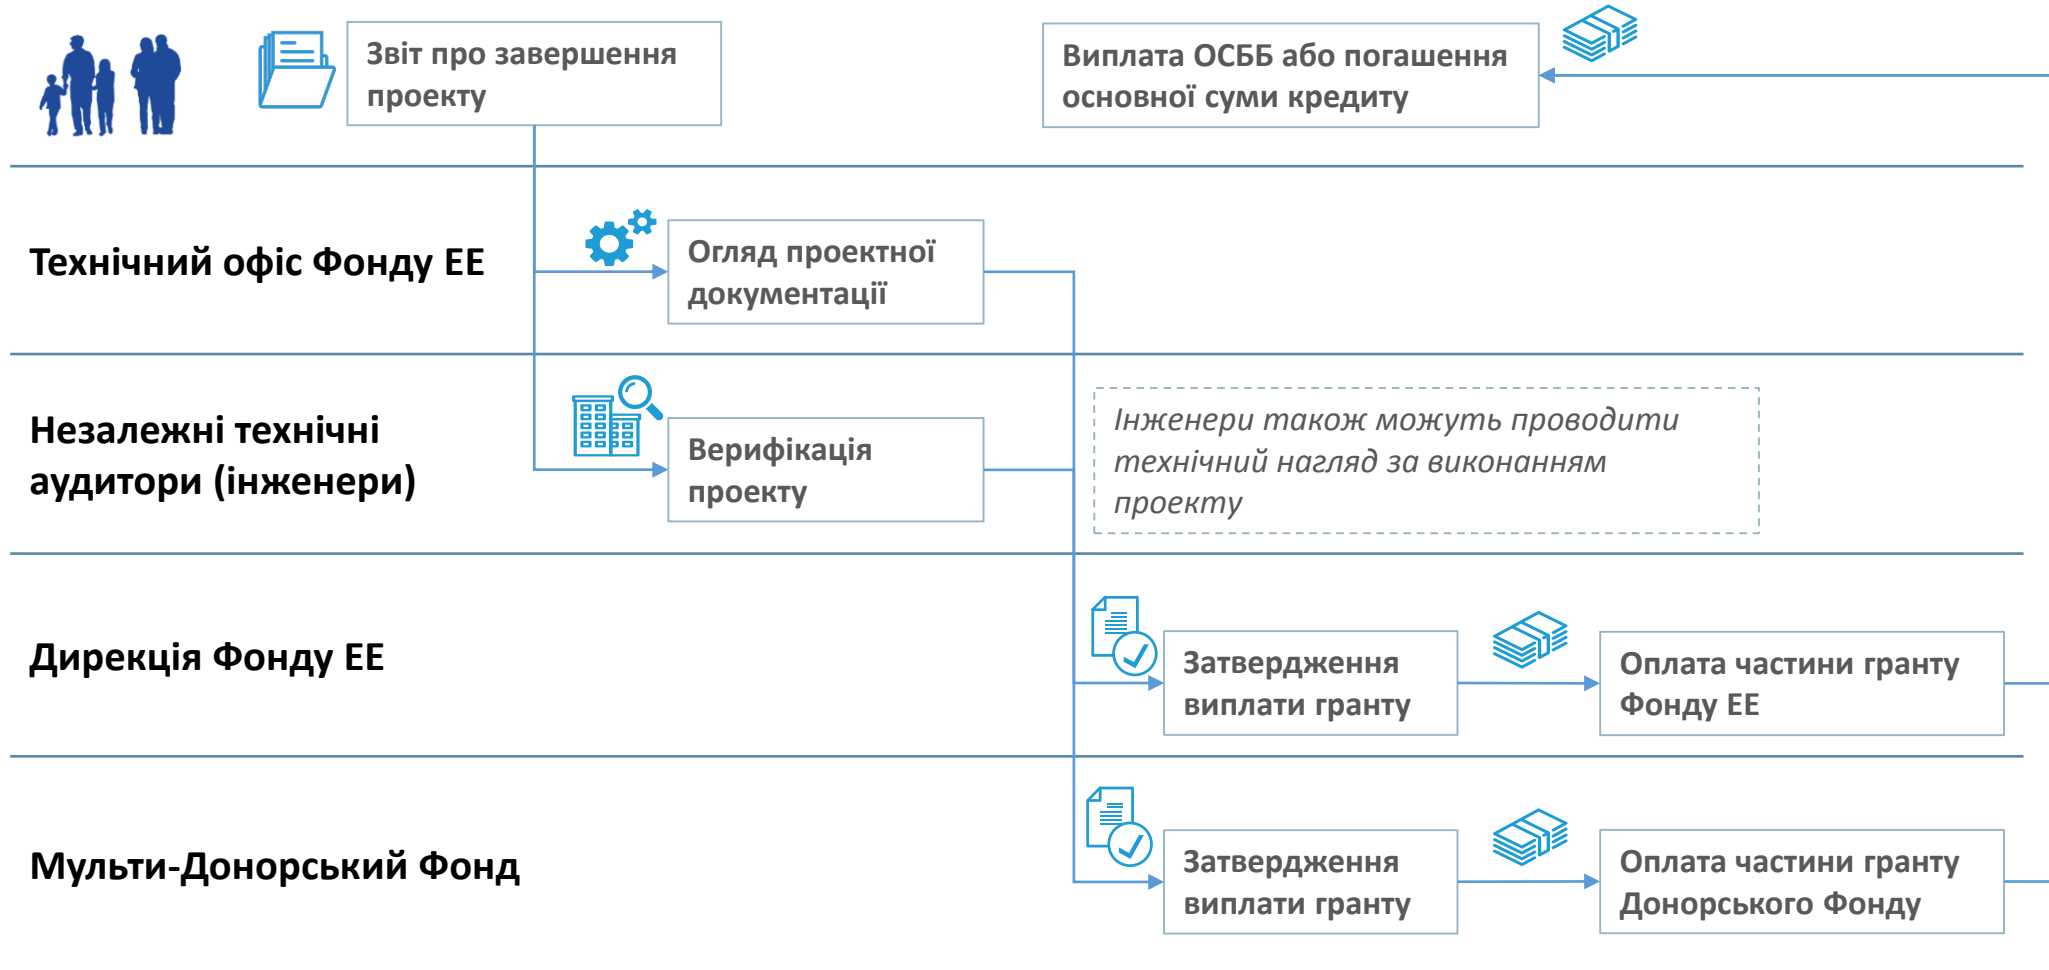 Звіт про завершення
проекту
Виплата ОСББ або погашення
основної суми кредиту
Технічний офіс Фонду ЕЕ
Огляд проектної
документації
Незалежні технічні
аудитори (інженери)
Верифікація
проекту
Інженери також можуть проводити
технічний нагляд за виконанням
проекту
Дирекція Фонду ЕЕ
Затвердження
виплати гранту
Оплата частини гранту
Фонду ЕЕ
Мульти-Донорський Фонд
Затвердження
виплати гранту
Оплата частини гранту
Донорського Фонду